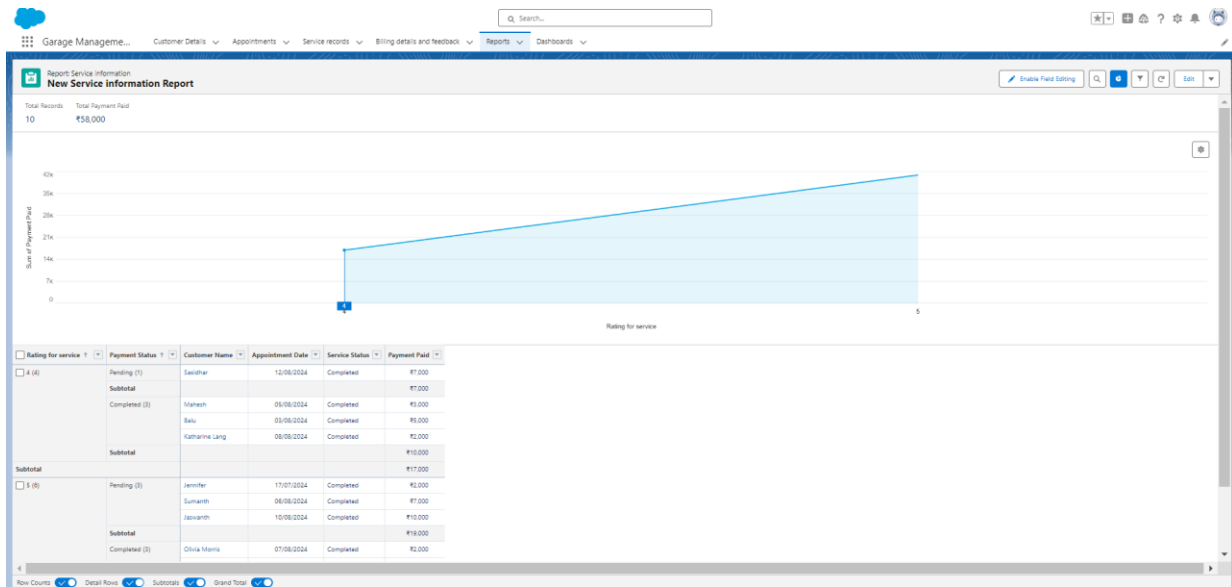 Search...
Garage Manageme... Customer Details Appointments Service records Billing details and feedback Reports Dashboards
Report: Service information
New Service information Report
Enable Field Editing Edit
Total Records Total Payment Paid
10 ₹58,000
42k
35k
28k
21k
14k
7k
0
Sum of Payment Paid
4
5
Rating for service
Rating for service ↑ Payment Status ↑ Customer Name Appointment Date Service Status Payment Paid
4 (4) Pending (1) Sasidhar 12/08/2024 Completed ₹7,000
Subtotal ₹7,000
Completed (3) Mahesh 05/08/2024 Completed ₹3,000
Balu 03/08/2024 Completed ₹5,000
Katharine Lang 08/08/2024 Completed ₹2,000
Subtotal ₹10,000
Subtotal ₹17,000
5 (6) Pending (3) Jennifer 17/07/2024 Completed ₹2,000
Sumanth 06/08/2024 Completed ₹7,000
Jaswanth 10/08/2024 Completed ₹10,000
Subtotal ₹19,000
Completed (3) Olivia Morris 07/08/2024 Completed ₹2,000
Row Counts Detail Rows Subtotals Grand Total